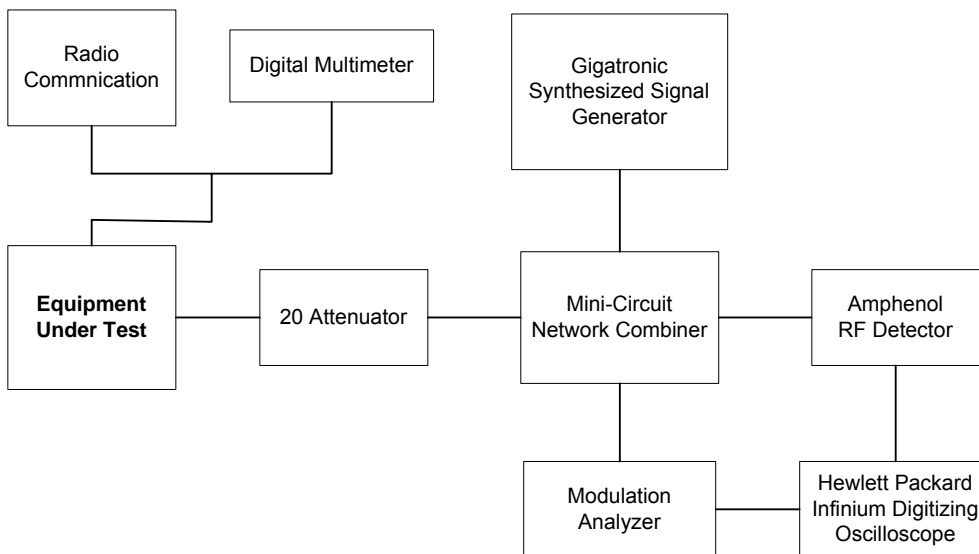 Radio
Commnication
Digital Multimeter
Gigatronic
Synthesized Signal
Generator
Equipment
Under Test
20 Attenuator
Mini-Circuit
Network Combiner
Amphenol
RF Detector
Modulation
Analyzer
Hewlett Packard
Infinium Digitizing
Oscilloscope